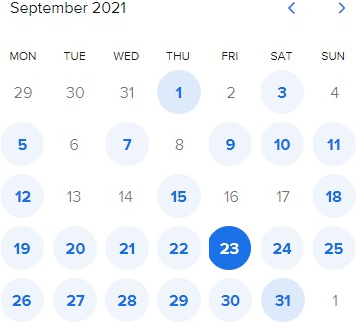 September 2021
MON TUE WED THU FRI SAT SUN
29 30 31 1 2 3 4
5 6 7 8 9 10 11
12 13 14 15 16 17 18
19 20 21 22 23 24 25
26 27 28 29 30 31 1